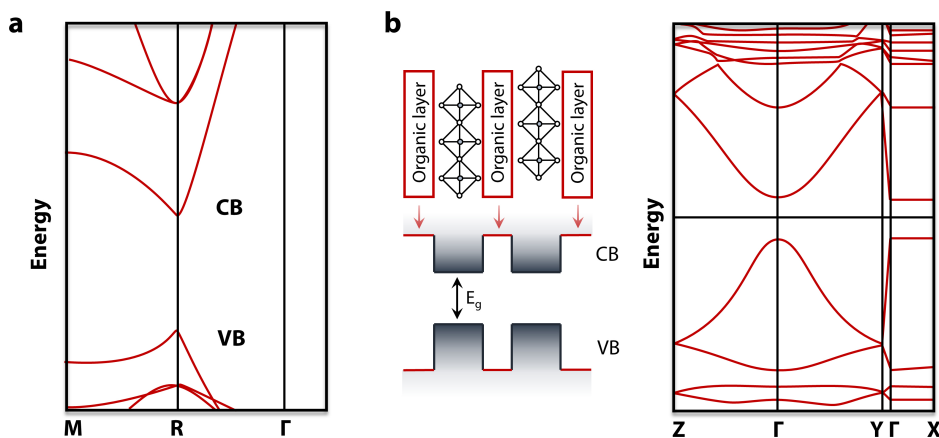 a
Energy
CB
VB
M R Γ
b
Organic layer
Organic layer
Organic layer
CB
Eg
VB
Energy
Z Γ Y Γ X